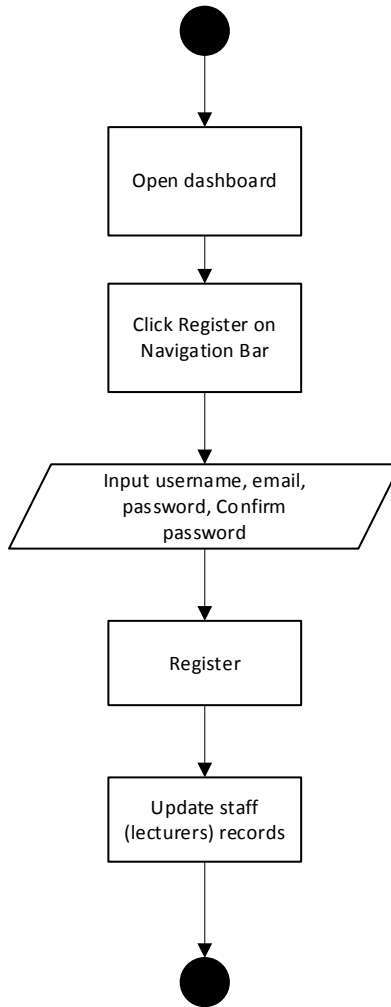 Open dashboard
Click Register on
Navigation Bar
Input username, email,
password, Confirm
password
Register
Update staff
(lecturers) records